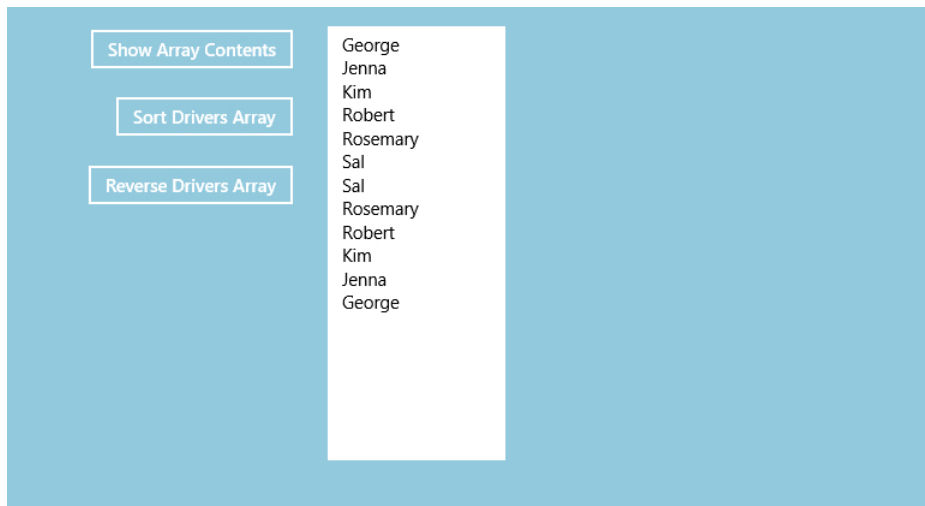 Show Array Contents
Sort Drivers Array
Reverse Drivers Array
George
Jenna
Kim
Robert
Rosemary
Sal
Sal
Rosemary
Robert
Kim
Jenna
George